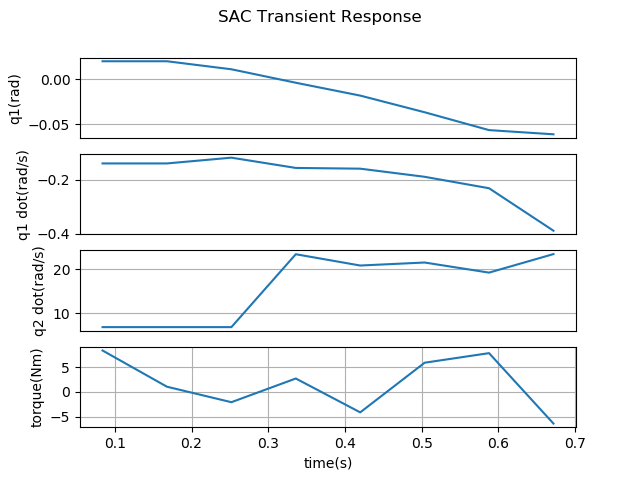 SAC Transient Response
0.00
−0.05
q1(rad)
−0.2
−0.4
q1 dot(rad/s)
20
10
q2 dot(rad/s)
5
0
−5
torque(Nm)
0.1 0.2 0.3 0.4 0.5 0.6 0.7
time(s)